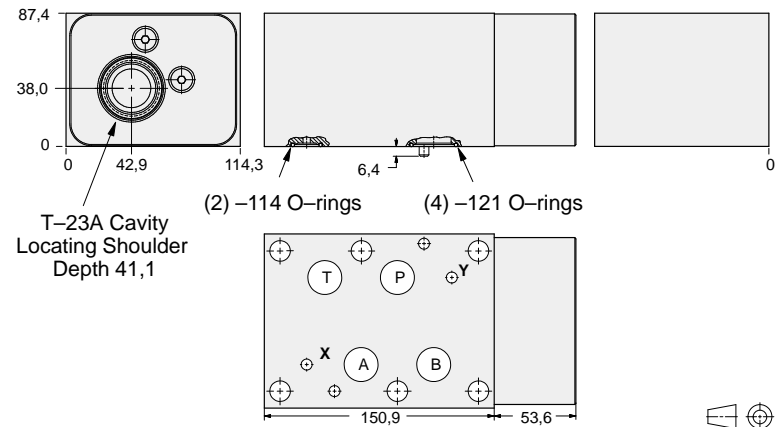 87,4
38,0
0
0
42,9
114,3
6,4
0
T–23A Cavity
Locating Shoulder
Depth 41,1
(2) –114 O–rings
(4) –121 O–rings
T
P
Y
X
A
B
150,9
53,6